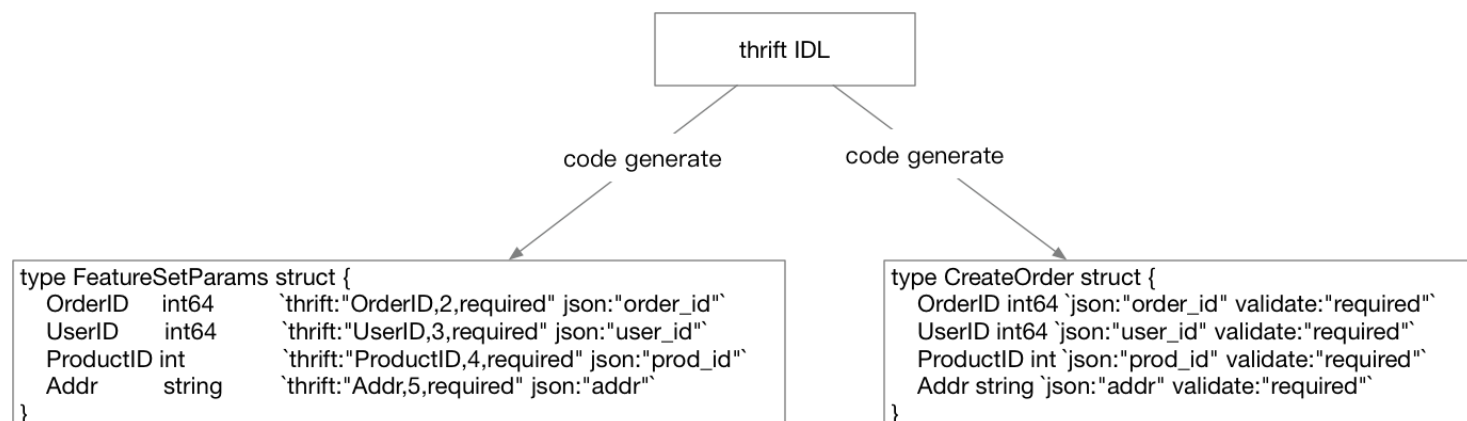 thrift IDL
code generate
code generate
type FeatureSetParams struct {
OrderID int64 `thrift:"OrderID,2,required" json:"order_id"`
UserID int64 `thrift:"UserID,3,required" json:"user_id"`
ProductID int `thrift:"ProductID,4,required" json:"prod_id"`
Addr string `thrift:"Addr,5,required" json:"addr"`
}
type CreateOrder struct {
OrderID int64 `json:"order_id" validate:"required"`
UserID int64 `json:"user_id" validate:"required"`
ProductID int `json:"prod_id" validate:"required"`
Addr string `json:"addr" validate:"required"`
}